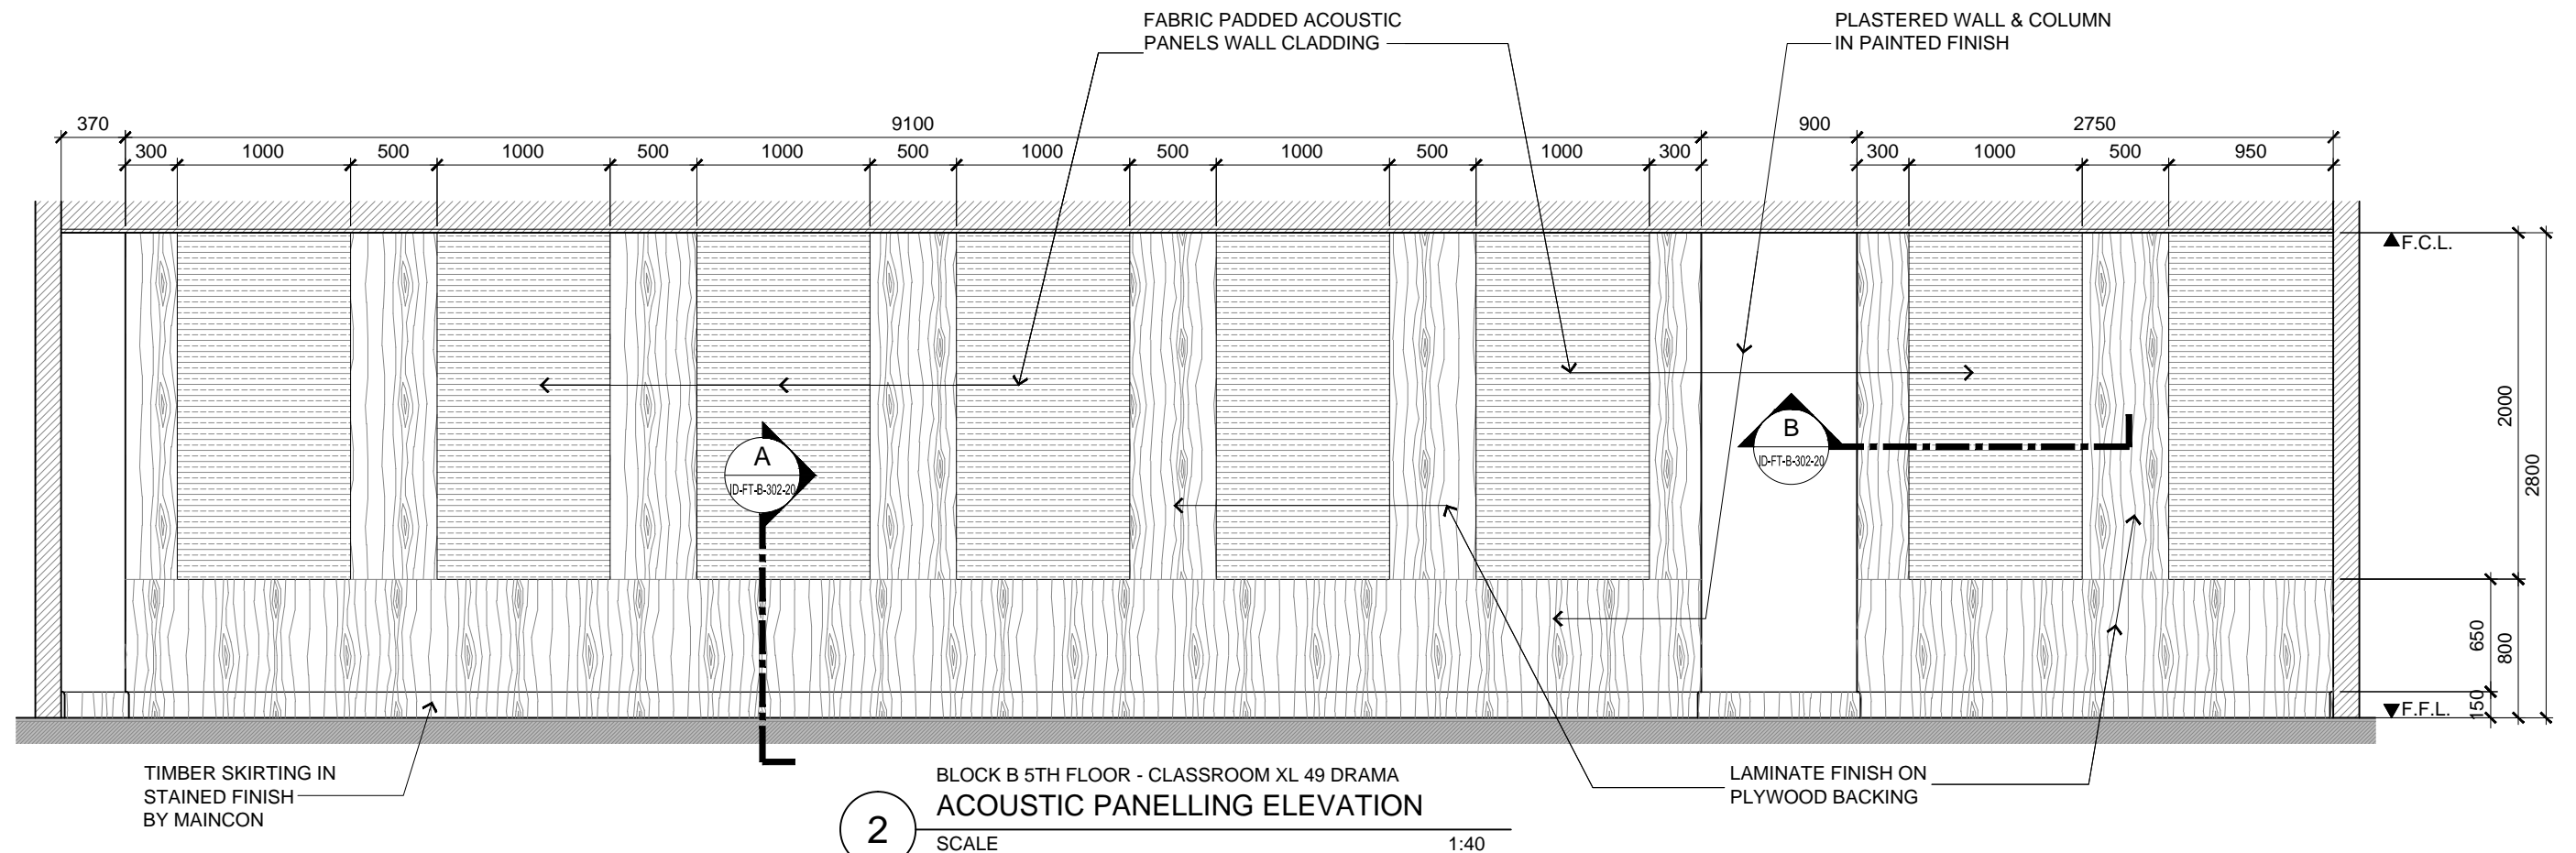 FABRIC PADDED ACOUSTIC
PANELS WALL CLADDING
PLASTERED WALL & COLUMN
IN PAINTED FINISH
370 9100 900 2750
300 1000 500 1000 500 1000 500 1000 500 1000 500 1000 300 300 1000 500 950
F.C.L.
A
ID-FT-B-302-20
B
ID-FT-B-302-20
2000
2800
650
800
150
F.F.L.
TIMBER SKIRTING IN
STAINED FINISH
BY MAINCON
LAMINATE FINISH ON
PLYWOOD BACKING
2
BLOCK B 5TH FLOOR - CLASSROOM XL 49 DRAMA
ACOUSTIC PANELLING ELEVATION
SCALE 1:40